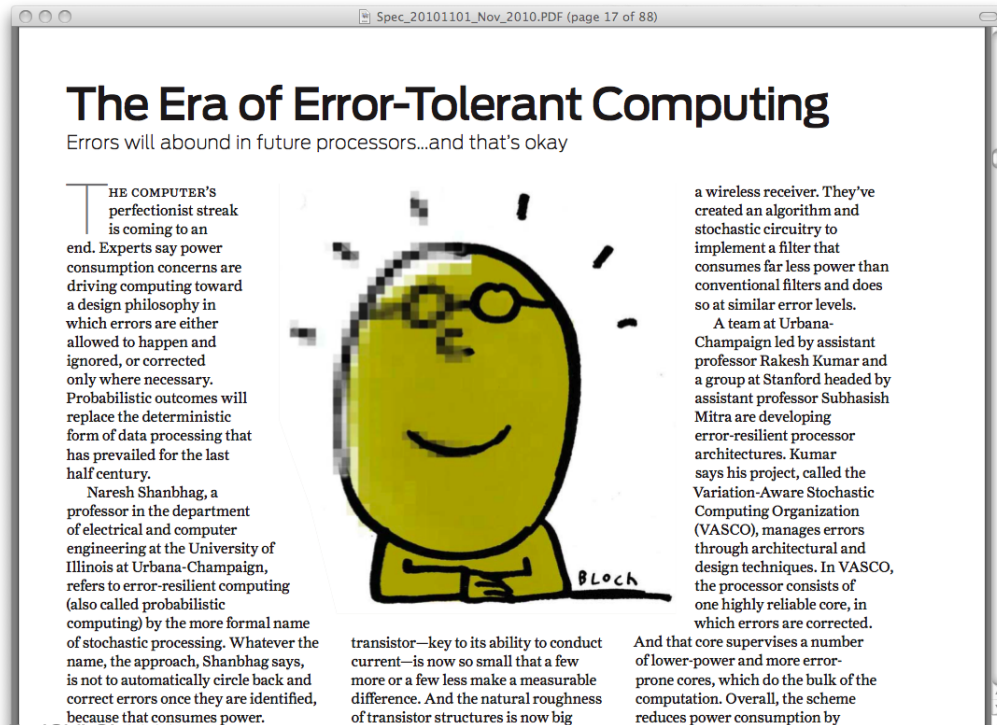 Spec_20101101_Nov_2010.PDF (page 17 of 88)
The Era of Error-Tolerant Computing
Errors will abound in future processors...and that's okay
THE COMPUTER'S
perfectionist streak
is coming to an
end. Experts say power
consumption concerns are
driving computing toward
a design philosophy in
which errors are either
allowed to happen and
ignored, or corrected
only where necessary.
Probabilistic outcomes will
replace the deterministic
form of data processing that
has prevailed for the last
half century.
Naresh Shanbhag, a
professor in the department
of electrical and computer
engineering at the University of
Illinois at Urbana-Champaign,
refers to error-resilient computing
(also called probabilistic
computing) by the more formal name
of stochastic processing. Whatever the
name, the approach, Shanbhag says,
is not to automatically circle back and
correct errors once they are identified,
because that consumes power.
BLOCH
transistor—key to its ability to conduct
current—is now so small that a few
more or a few less make a measurable
difference. And the natural roughness
of transistor structures is now big
a wireless receiver. They've
created an algorithm and
stochastic circuitry to
implement a filter that
consumes far less power than
conventional filters and does
so at similar error levels.
A team at Urbana-
Champaign led by assistant
professor Rakesh Kumar and
a group at Stanford headed by
assistant professor Subhasish
Mitra are developing
error-resilient processor
architectures. Kumar
says his project, called the
Variation-Aware Stochastic
Computing Organization
(VASCO), manages errors
through architectural and
design techniques. In VASCO,
the processor consists of
one highly reliable core, in
which errors are corrected.
And that core supervises a number
of lower-power and more error-
prone cores, which do the bulk of the
computation. Overall, the scheme
reduces power consumption by